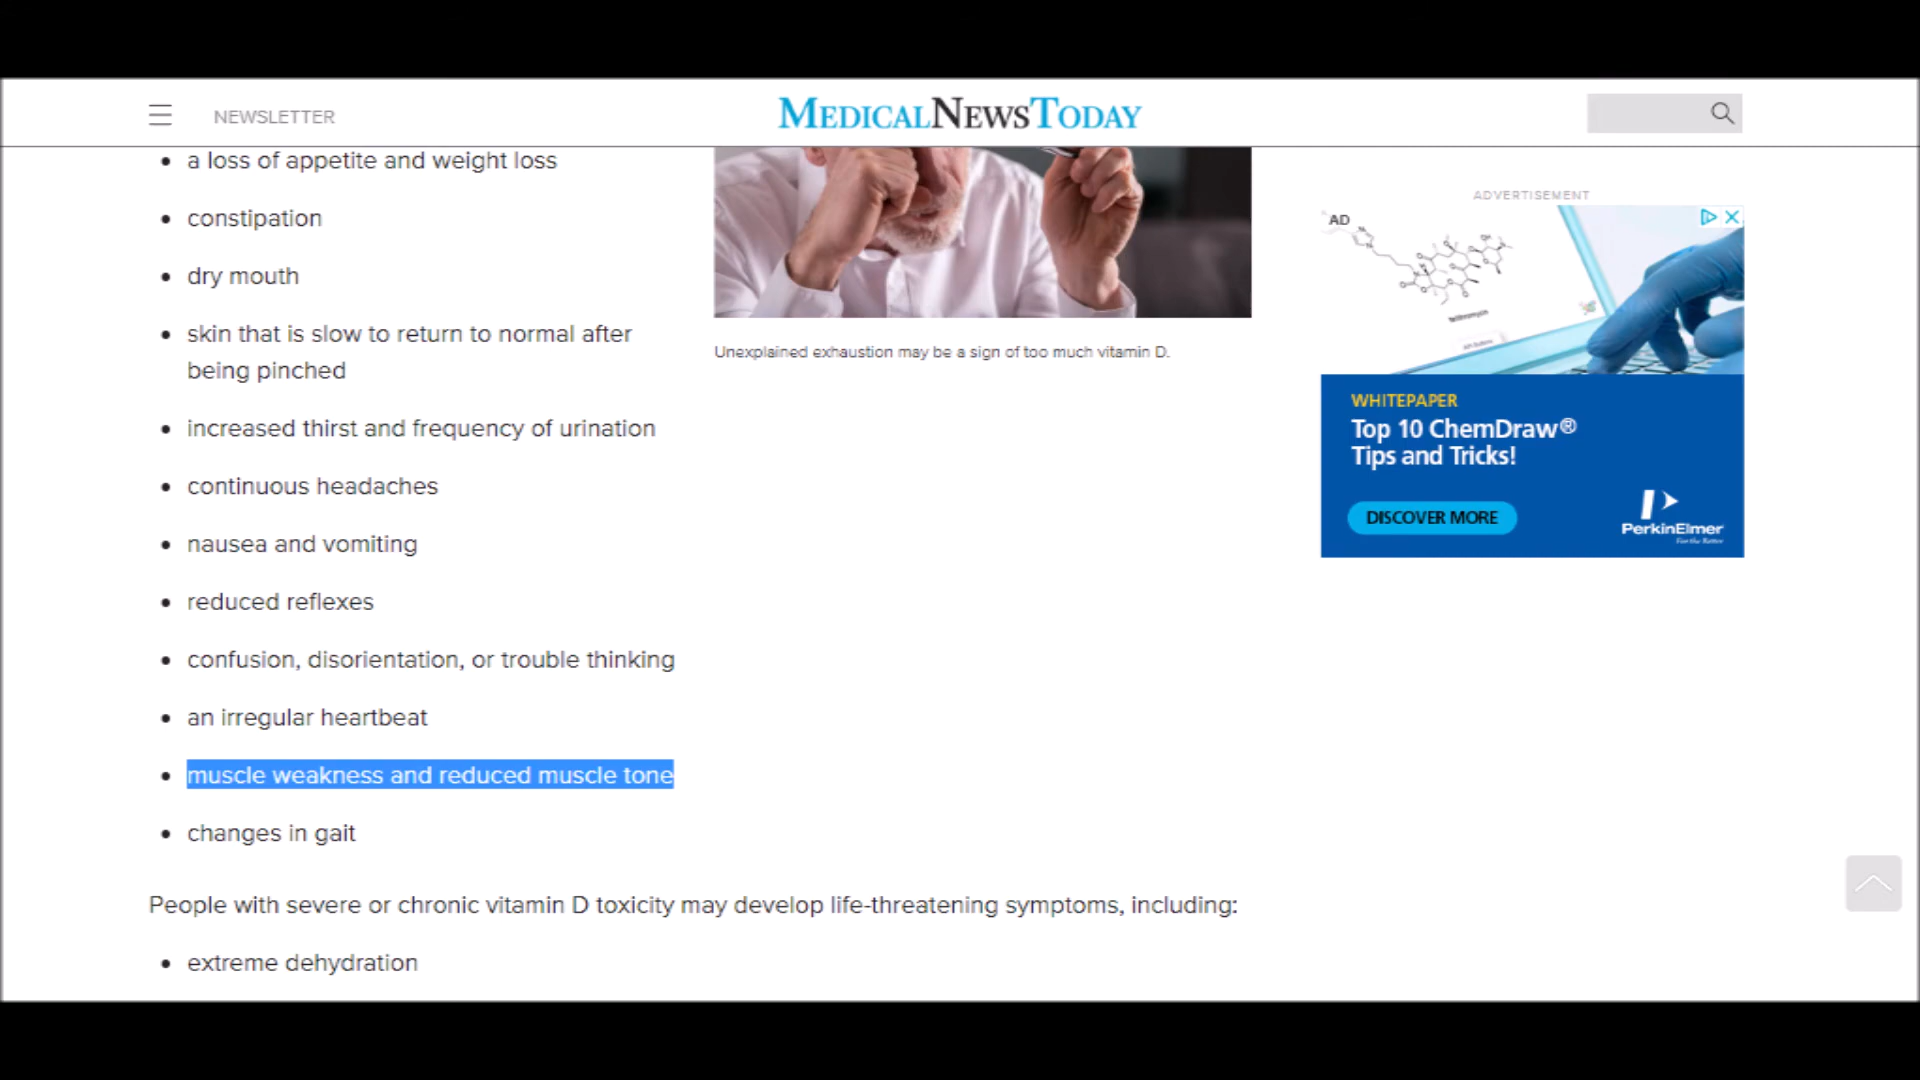 NEWSLETTER
MEDICALNEWSTODAY
a loss of appetite and weight loss
constipation
dry mouth
skin that is slow to return to normal after
being pinched
increased thirst and frequency of urination
continuous headaches
nausea and vomiting
reduced reflexes
confusion, disorientation, or trouble thinking
an irregular heartbeat
muscle weakness and reduced muscle tone
changes in gait
People with severe or chronic vitamin D toxicity may develop life-threatening symptoms, including:
extreme dehydration
Unexplained exhaustion may be a sign of too much vitamin D.
ADVERTISEMENT
AD
WHITEPAPER
Top 10 ChemDraw®
Tips and Tricks!
DISCOVER MORE
PerkinElmer
For the Better